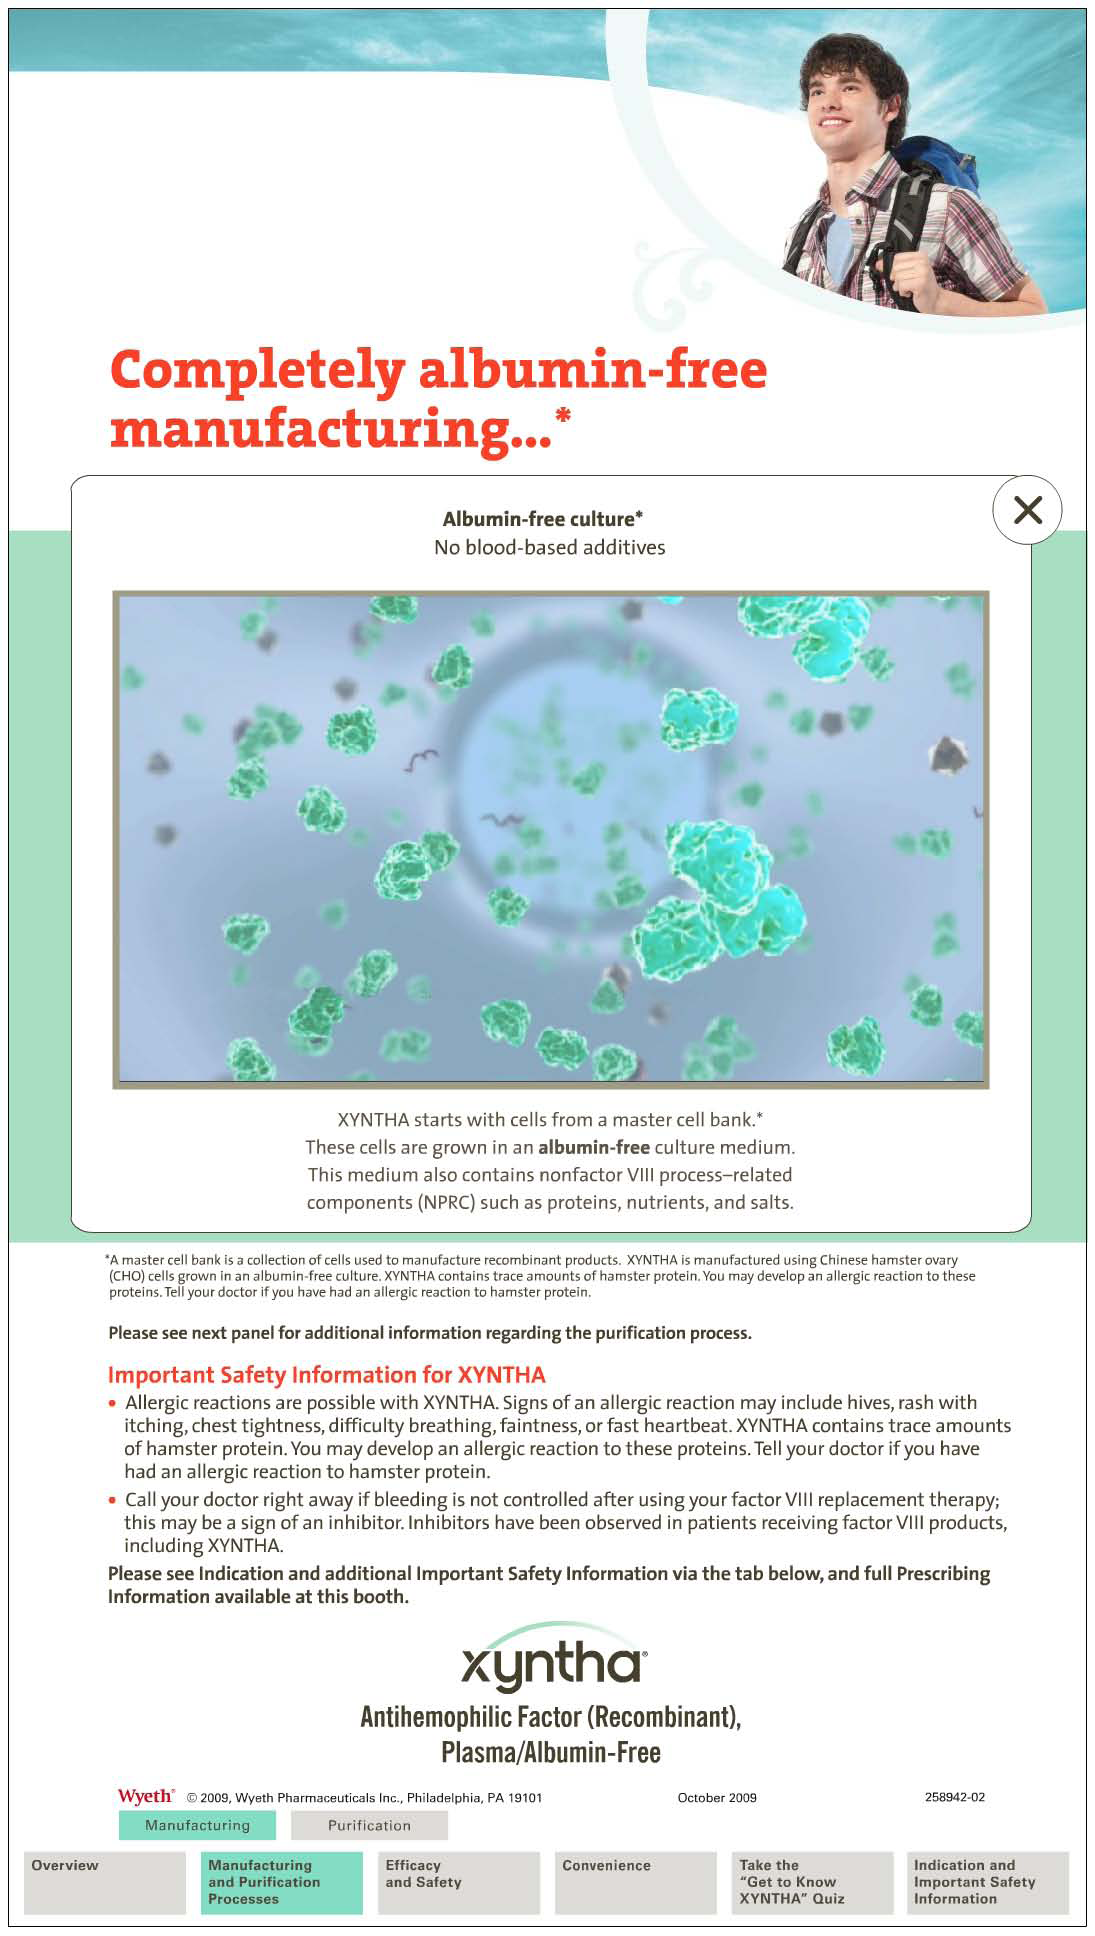 Completely albumin-free
manufacturing...*
Albumin-free culture*
No blood-based additives
XYNTHA starts with cells from a master cell bank.*
These cells are grown in an albumin-free culture medium.
This medium also contains nonfactor VIII process–related
components (NPRC) such as proteins, nutrients, and salts.
*A master cell bank is a collection of cells used to manufacture recombinant products. XYNTHA is manufactured using Chinese hamster ovary
(CHO) cells grown in an albumin-free culture. XYNTHA contains trace amounts of hamster protein. You may develop an allergic reaction to these
proteins. Tell your doctor if you have had an allergic reaction to hamster protein.
Please see next panel for additional information regarding the purification process.
Important Safety Information for XYNTHA
• Allergic reactions are possible with XYNTHA. Signs of an allergic reaction may include hives, rash with
itching, chest tightness, difficulty breathing, faintness, or fast heartbeat. XYNTHA contains trace amounts
of hamster protein. You may develop an allergic reaction to these proteins. Tell your doctor if you have
had an allergic reaction to hamster protein.
• Call your doctor right away if bleeding is not controlled after using your factor VIII replacement therapy;
this may be a sign of an inhibitor. Inhibitors have been observed in patients receiving factor VIII products,
including XYNTHA.
Please see Indication and additional Important Safety Information via the tab below, and full Prescribing
Information available at this booth.
xyntha®
Antihemophilic Factor (Recombinant),
Plasma/Albumin-Free
Wyeth® © 2009, Wyeth Pharmaceuticals Inc., Philadelphia, PA 19101 October 2009 258942-02
Manufacturing Purification
Overview
Manufacturing
and Purification
Processes
Efficacy
and Safety
Convenience
Take the
“Get to Know
XYNTHA” Quiz
Indication and
Important Safety
Information